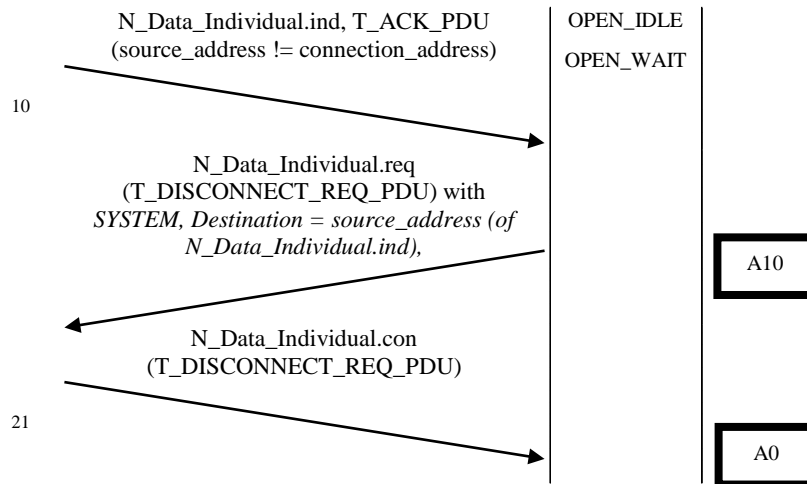 N_Data_Individual.ind, T_ACK_PDU
(source_address != connection_address)
OPEN_IDLE
OPEN_WAIT
10
N_Data_Individual.req
(T_DISCONNECT_REQ_PDU) with
SYSTEM, Destination = source_address (of
N_Data_Individual.ind),
A10
N_Data_Individual.con
(T_DISCONNECT_REQ_PDU)
21
A0